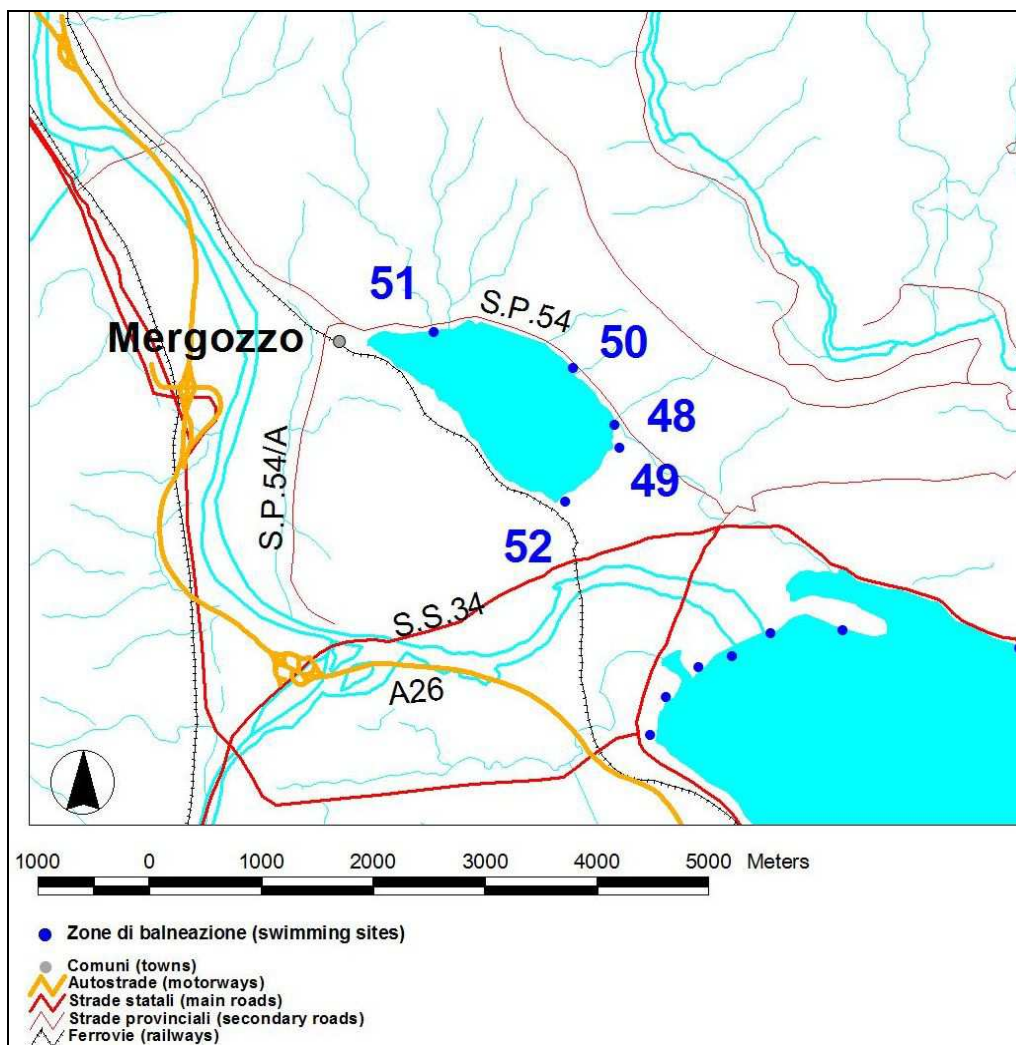 51
S.P.54
Mergozzo
50
48
49
S.P.54/A
52
S.S.34
A26
1000 0 1000 2000 3000 4000 5000 Meters
Zone di balneazione (swimming sites)
Comuni (towns)
Autostrade (motorways)
Strade statali (main roads)
Strade provinciali (secondary roads)
Ferrovie (railways)